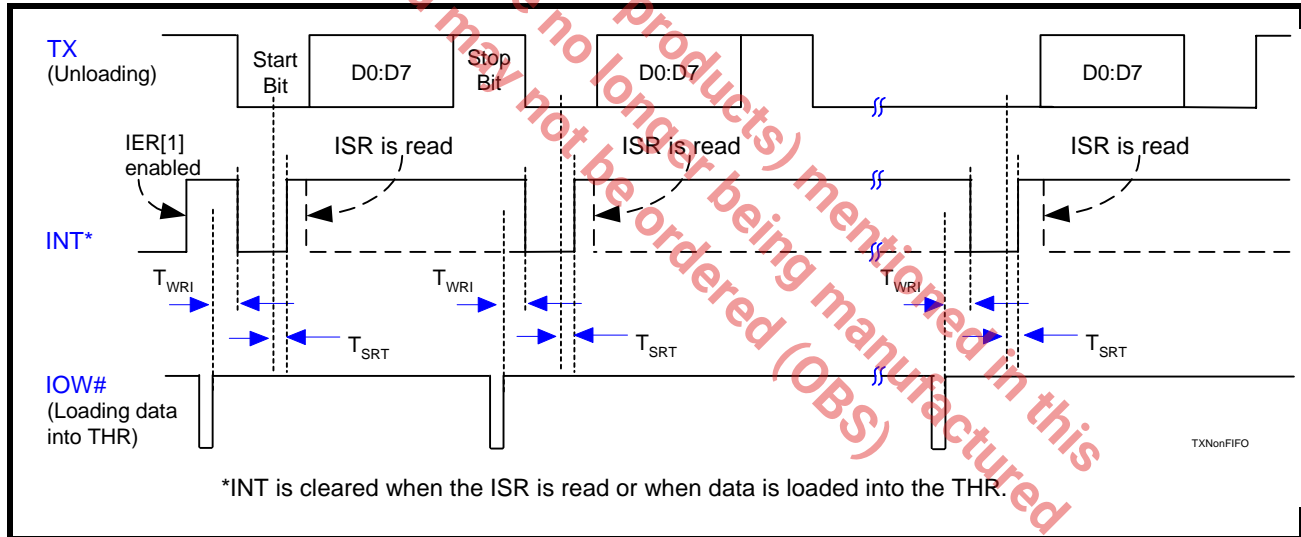 TX
(Unloading)
Start
Bit
D0:D7
Stop
Bit
D0:D7
D0:D7
IER[1]
enabled
ISR is read
ISR is read
ISR is read
INT*
TWRI
TWRI
TWRI
TSRT
TSRT
TSRT
IOW#
(Loading data
into THR)
TXNonFIFO
*INT is cleared when the ISR is read or when data is loaded into the THR.
products) mentioned in this
no longer being manufactured
may not be ordered (OBS)